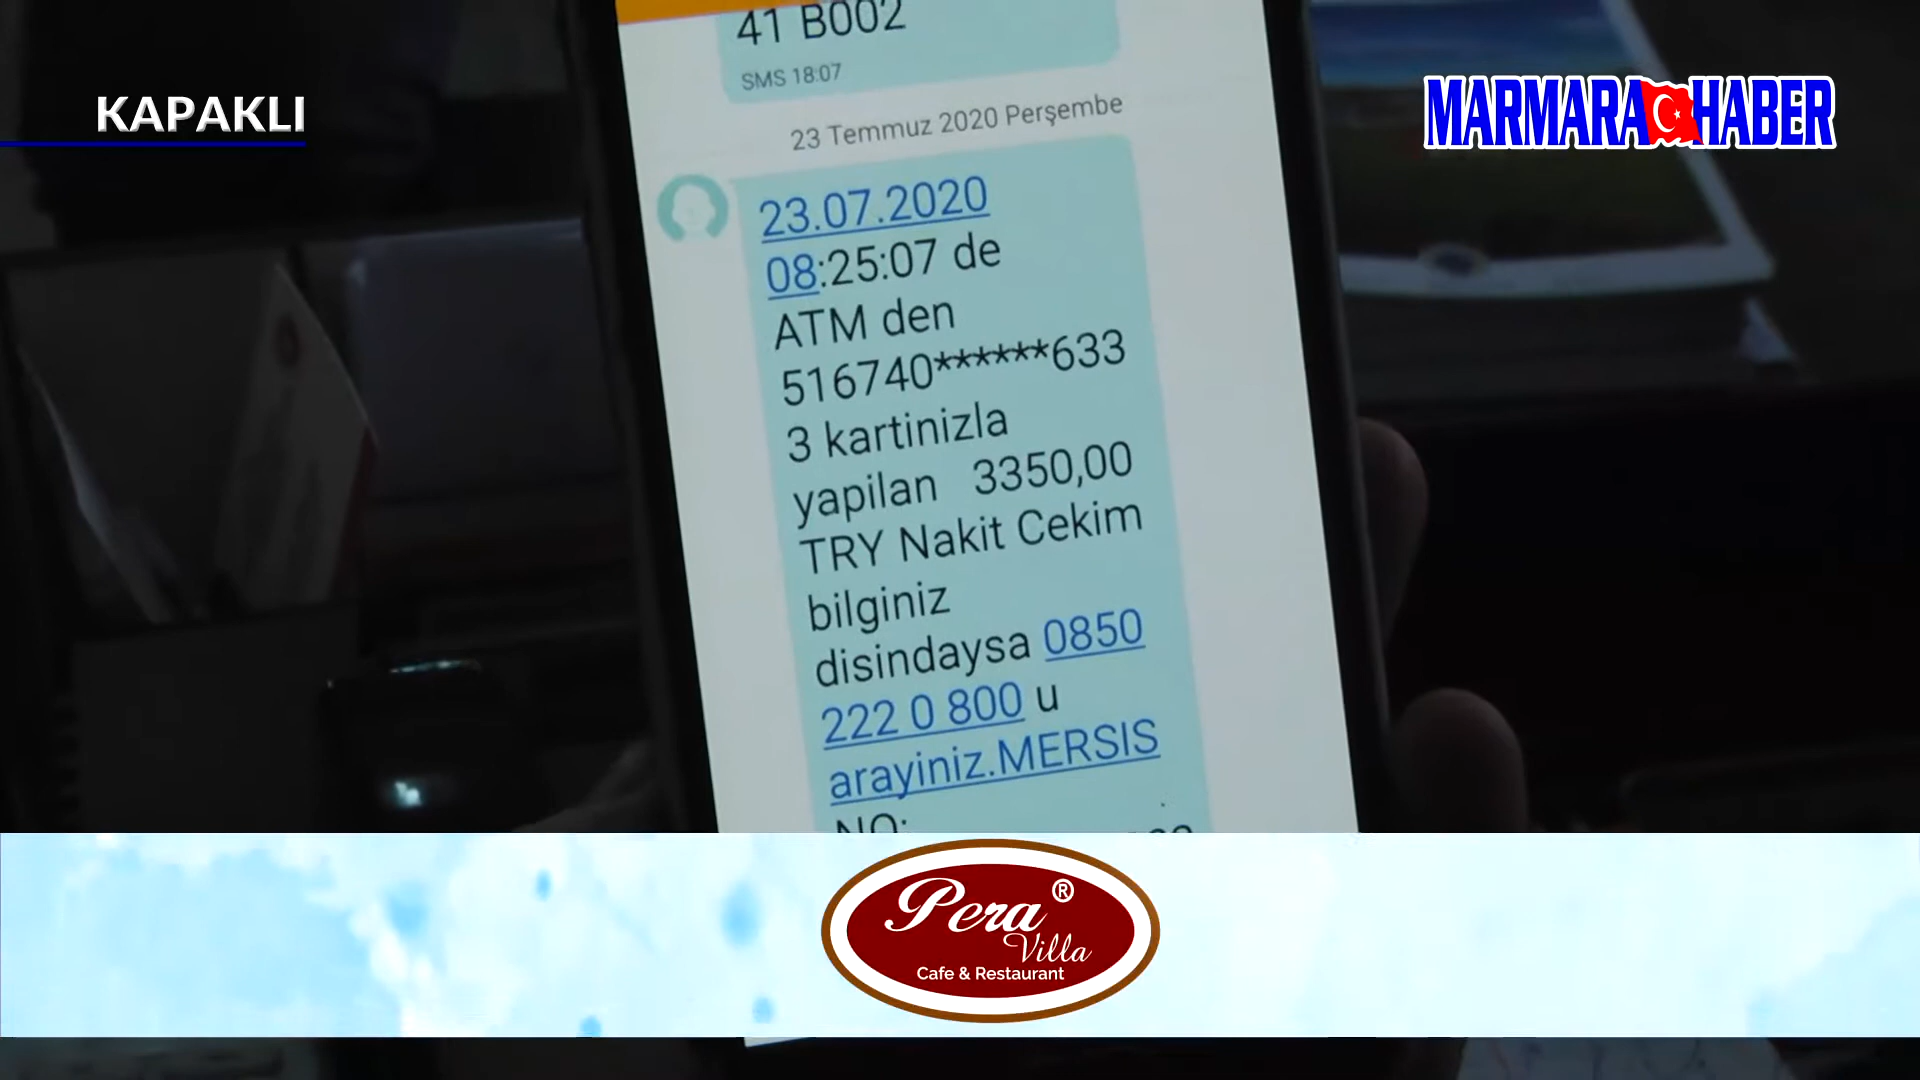 41 B002
SMS 18:07
KAPAKLI
MARMARA HABER
23 Temmuz 2020 Perşembe
23.07.2020
08:25:07 de
ATM den
516740******633
3 kartinizla
yapilan 3350,00
TRY Nakit Cekim
bilginiz
disindaysa 0850
222 0 800 u
arayiniz.MERSIS
NO:
Pera ®
Villa
Cafe & Restaurant